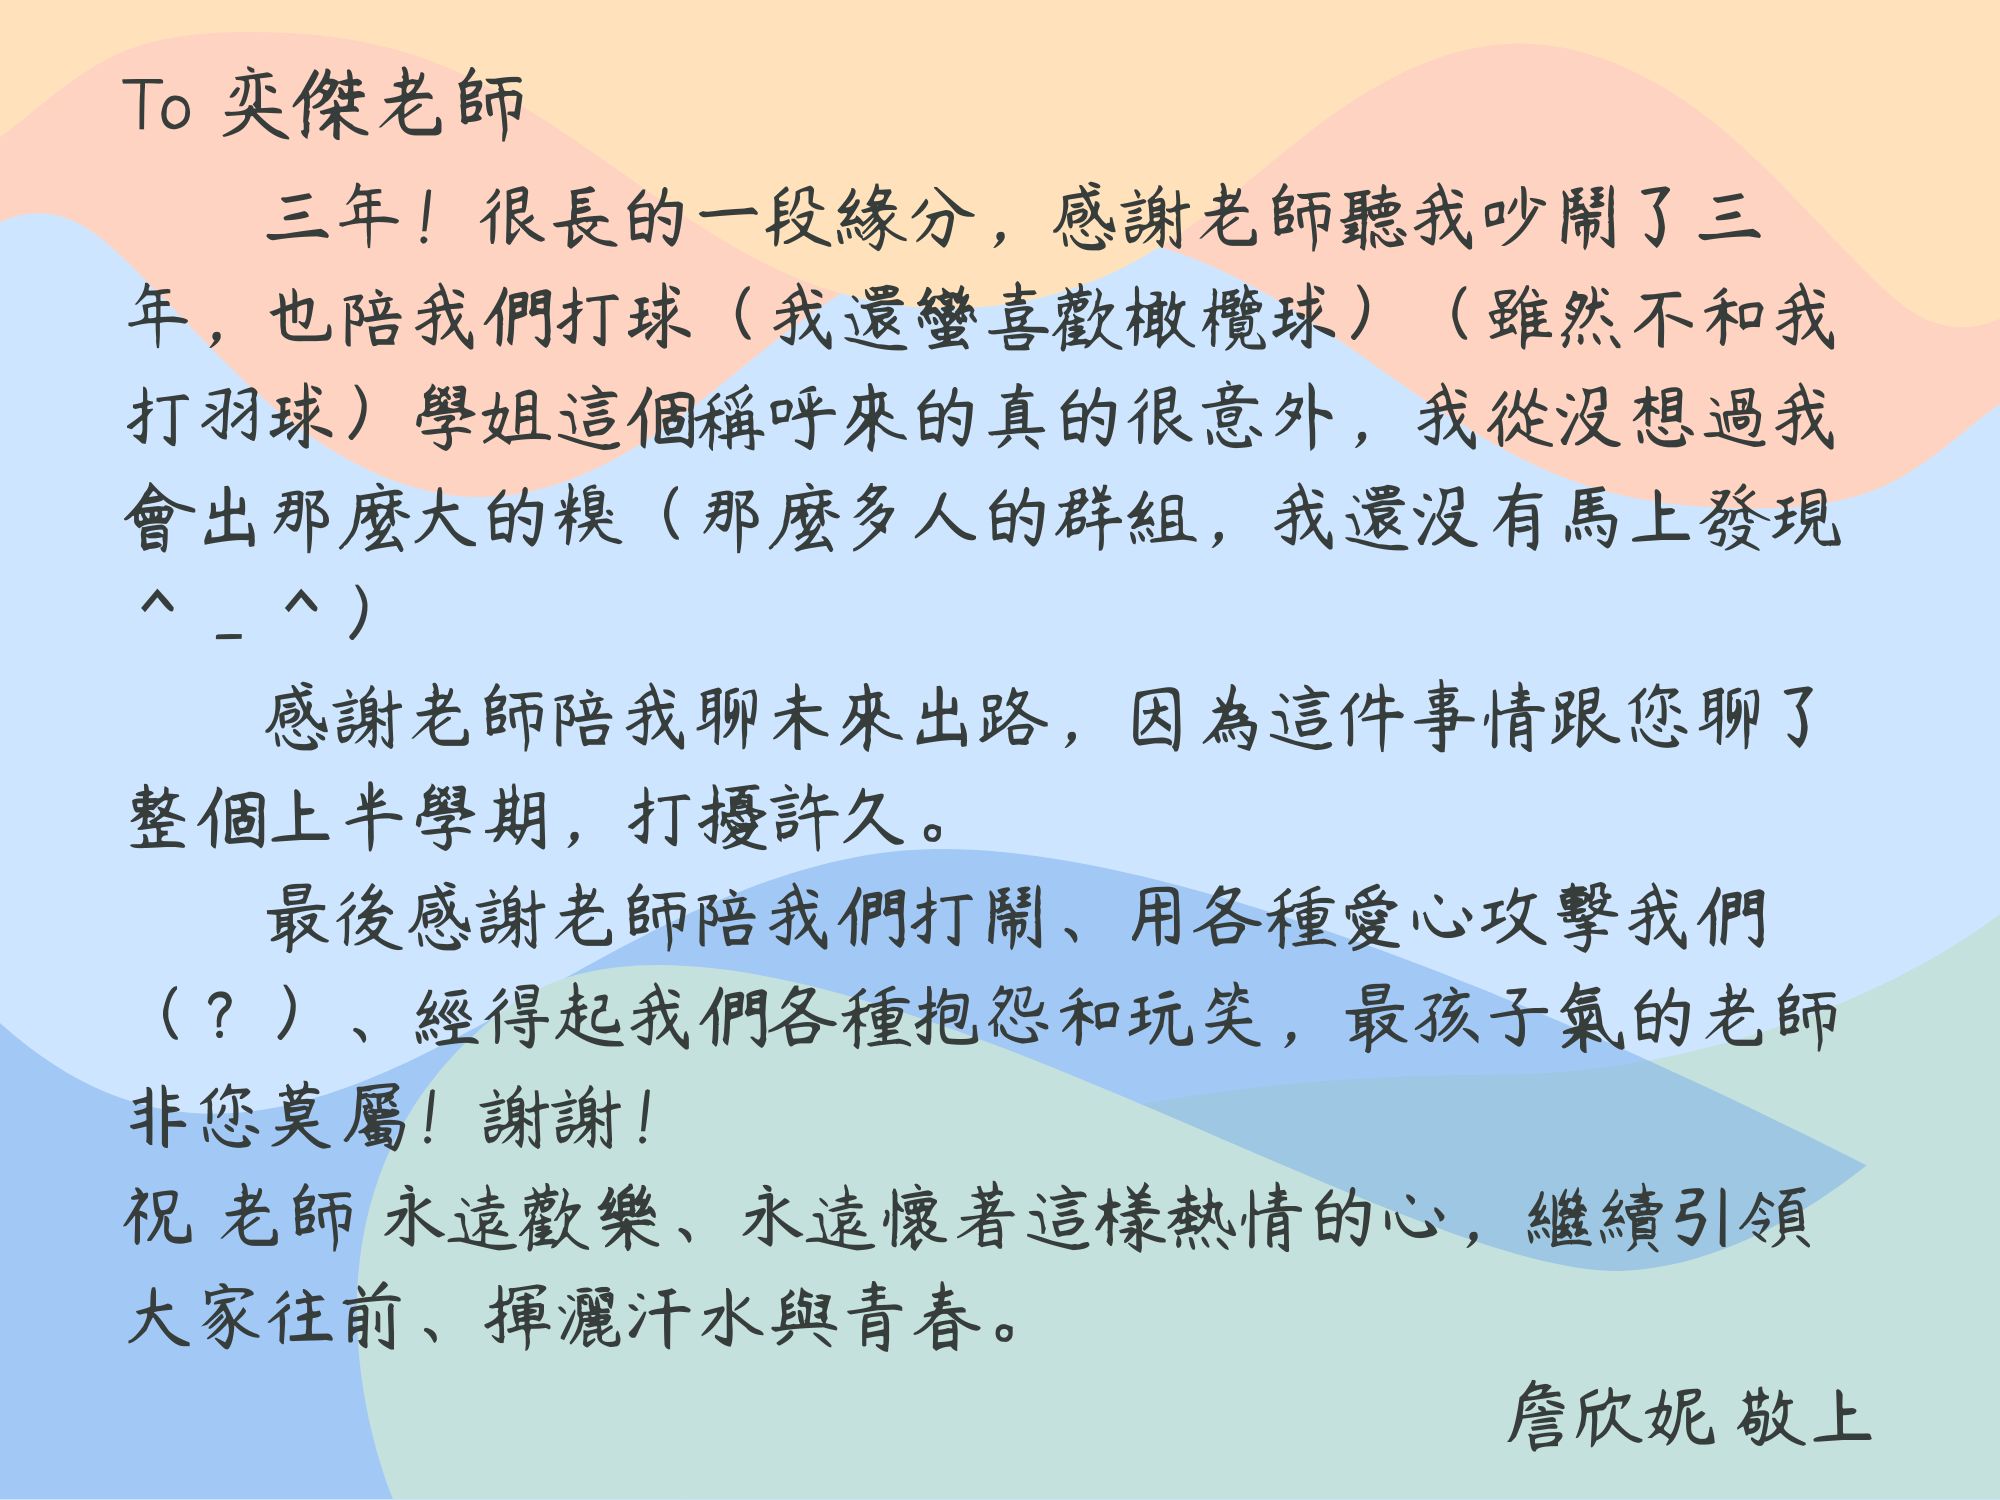 To 奕傑老師
三年！很長的一段緣分，感謝老師聽我吵鬧了三
年，也陪我們打球（我還蠻喜歡橄欖球）（雖然不和我
打羽球）學姐這個稱呼來的真的很意外，我從沒想過我
會出那麼大的糗（那麼多人的群組，我還沒有馬上發現
^_^）
感謝老師陪我聊未來出路，因為這件事情跟您聊了
整個上半學期，打擾許久。
最後感謝老師陪我們打鬧、用各種愛心攻擊我們
（？）、經得起我們各種抱怨和玩笑，最孩子氣的老師
非您莫屬！謝謝！
祝 老師 永遠歡樂、永遠懷著這樣熱情的心，繼續引領
大家往前、揮灑汗水與青春。
詹欣妮 敬上